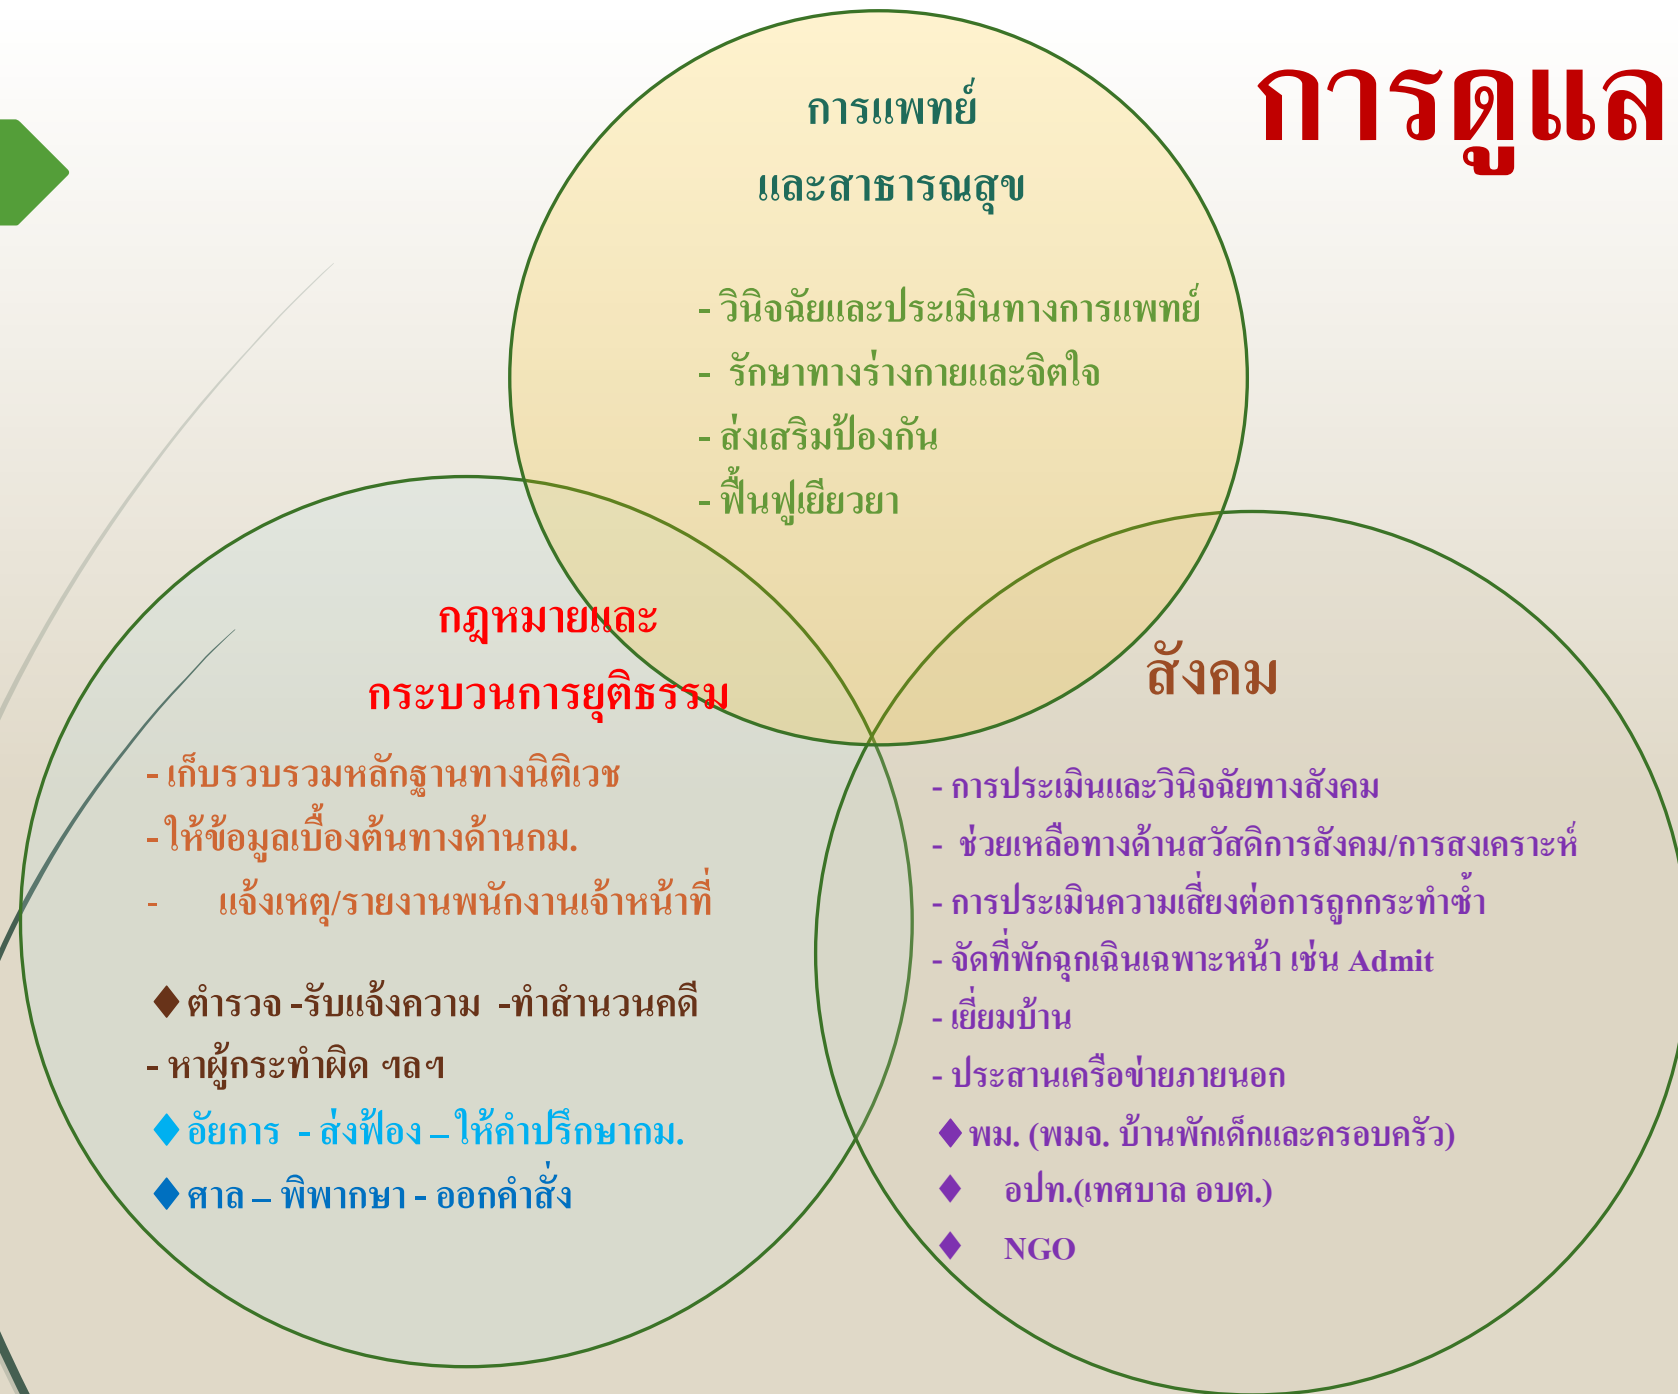 การดูแล
การแพทย์
และสาธารณสุข
- วินิจฉัยและประเมินทางการแพทย์
- รักษาทางร่างกายและจิตใจ
- ส่งเสริมป้องกัน
- ฟื้นฟูเยียวยา
กฎหมายและ
กระบวนการยุติธรรม
- เก็บรวบรวมหลักฐานทางนิติเวช
- ให้ข้อมูลเบื้องต้นทางด้านกม.
- แจ้งเหตุ/รายงานพนักงานเจ้าหน้าที่
♦ ตำรวจ -รับแจ้งความ -ทำสำนวนคดี
- หาผู้กระทำผิด ฯลฯ
♦ อัยการ - ส่งฟ้อง – ให้คำปรึกษากม.
♦ ศาล – พิพากษา - ออกคำสั่ง
สังคม
- การประเมินและวินิจฉัยทางสังคม
- ช่วยเหลือทางด้านสวัสดิการสังคม/การสงเคราะห์
- การประเมินความเสี่ยงต่อการถูกกระทำซ้ำ
- จัดที่พักฉุกเฉินเฉพาะหน้า เช่น Admit
- เยี่ยมบ้าน
- ประสานเครือข่ายภายนอก
♦ พม. (พมจ. บ้านพักเด็กและครอบครัว)
♦ อปท.(เทศบาล อบต.)
♦ NGO